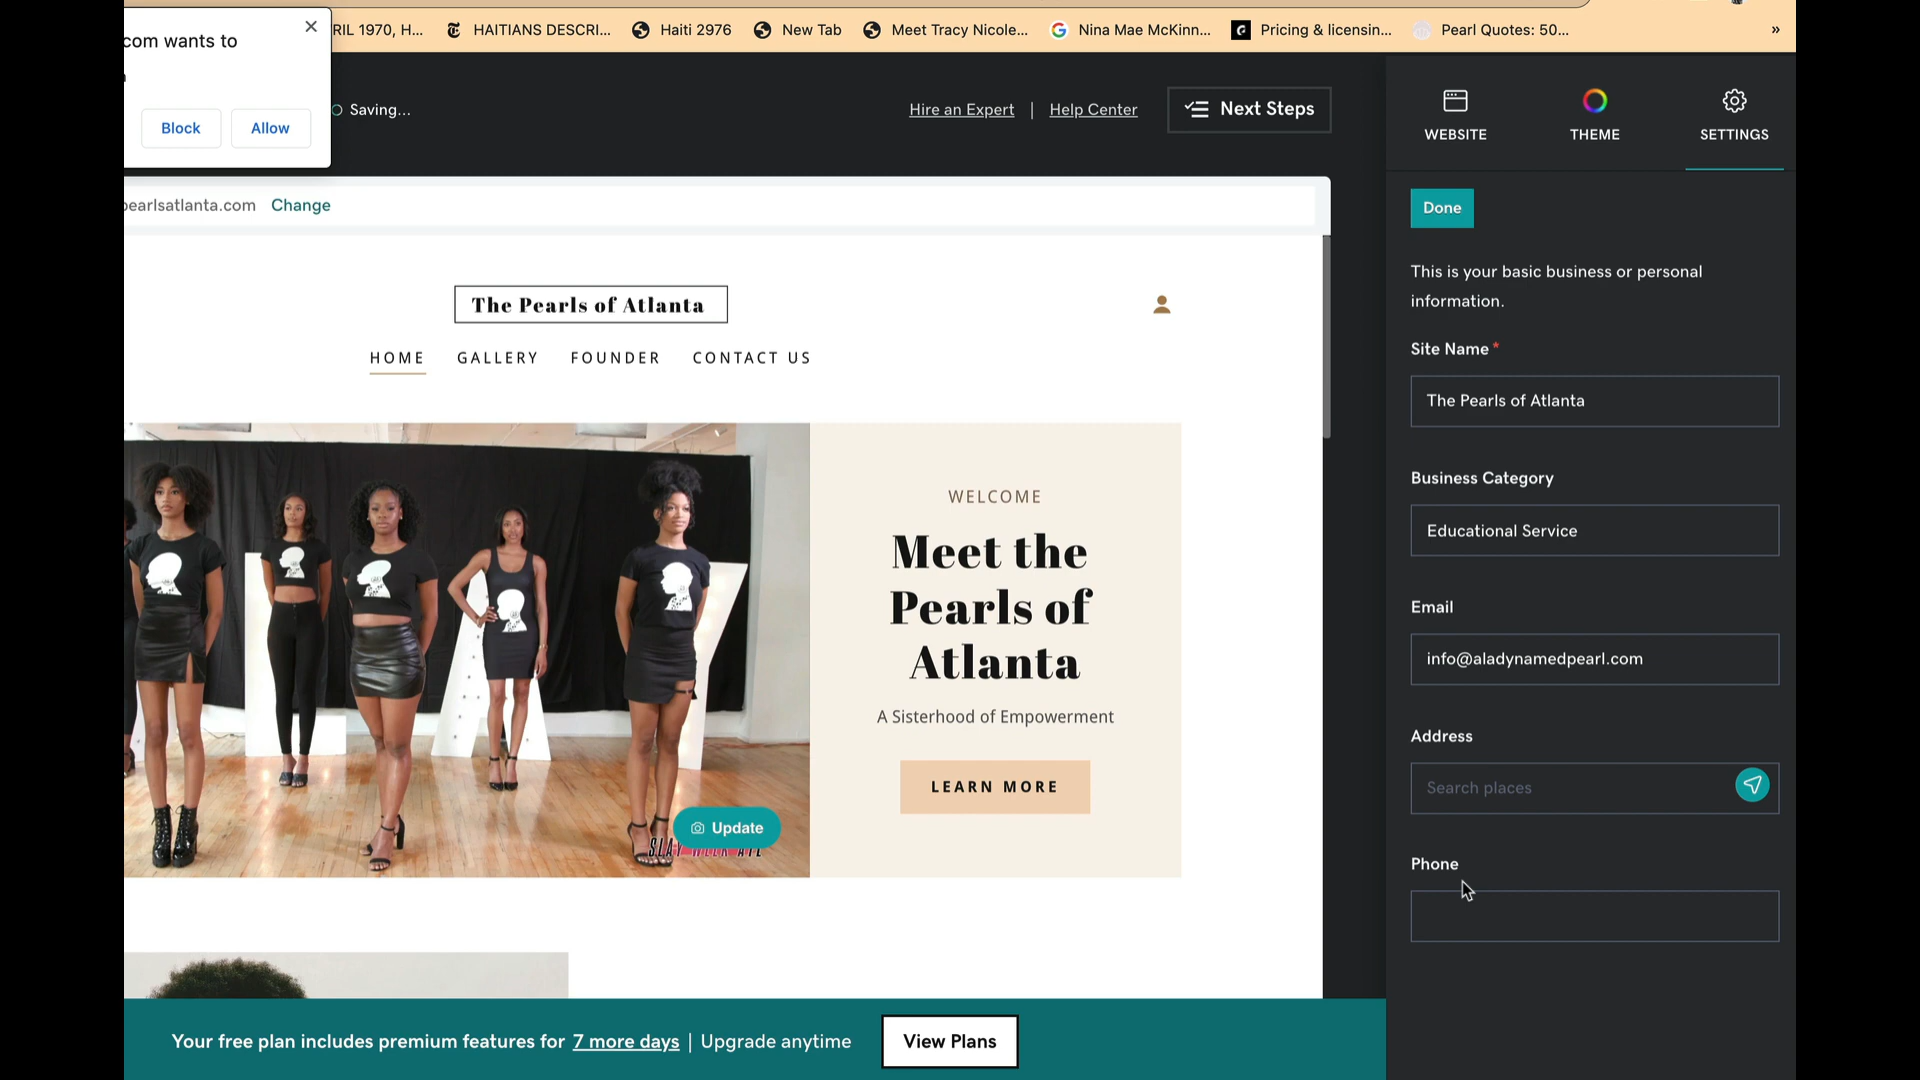 com wants to
Block
Allow
RIL 1970, H...
HAITIANS DESCRI...
Haiti 2976
New Tab
Meet Tracy Nicole...
Nina Mae McKinn...
Pricing & licensin...
Pearl Quotes: 50...
»
Saving...
Hire an Expert | Help Center
Next Steps
WEBSITE
THEME
SETTINGS
pearlsatlanta.com Change
The Pearls of Atlanta
HOME GALLERY FOUNDER CONTACT US
WELCOME
Meet the
Pearls of
Atlanta
A Sisterhood of Empowerment
LEARN MORE
Update
Done
This is your basic business or personal
information.
Site Name *
The Pearls of Atlanta
Business Category
Educational Service
Email
info@aladynamedpearl.com
Address
Search places
Phone
Your free plan includes premium features for 7 more days | Upgrade anytime
View Plans